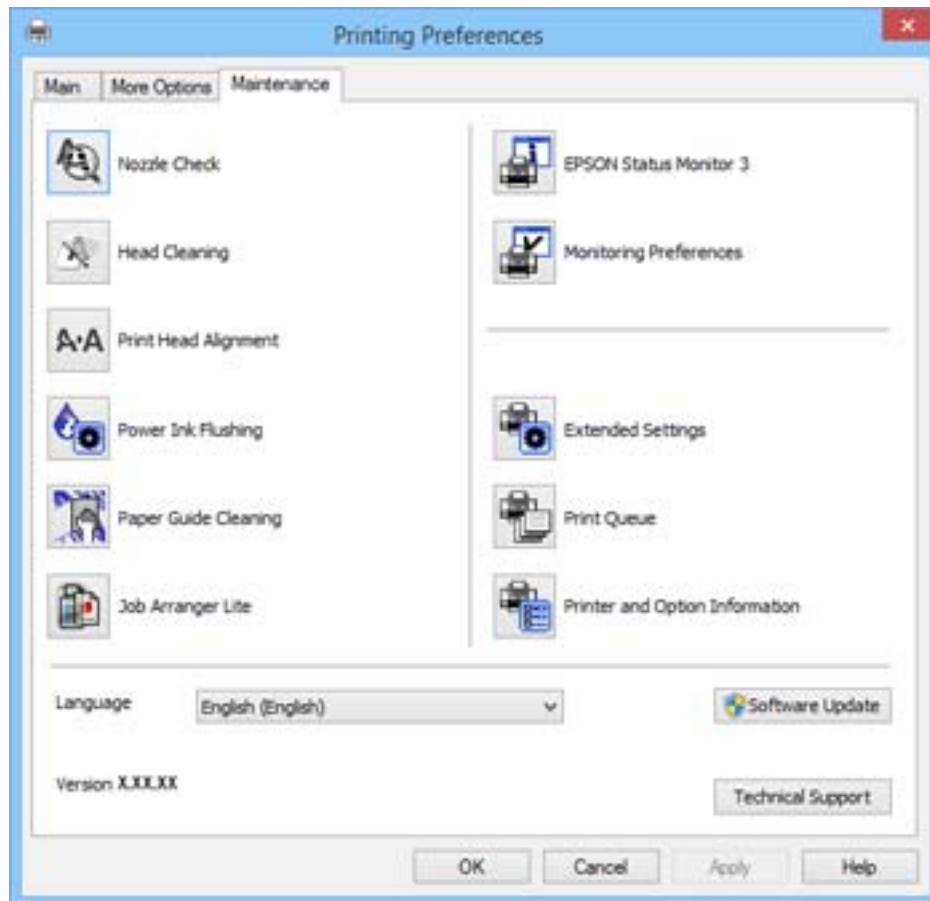 Printing Preferences
Main
More Options
Maintenance
Nozzle Check
Head Cleaning
A·A Print Head Alignment
Power Ink Flushing
Paper Guide Cleaning
Job Arranger Lite
EPSON Status Monitor 3
Monitoring Preferences
Extended Settings
Print Queue
Printer and Option Information
Language
English (English)
Software Update
Version X.XX.XX
Technical Support
OK
Cancel
Apply
Help